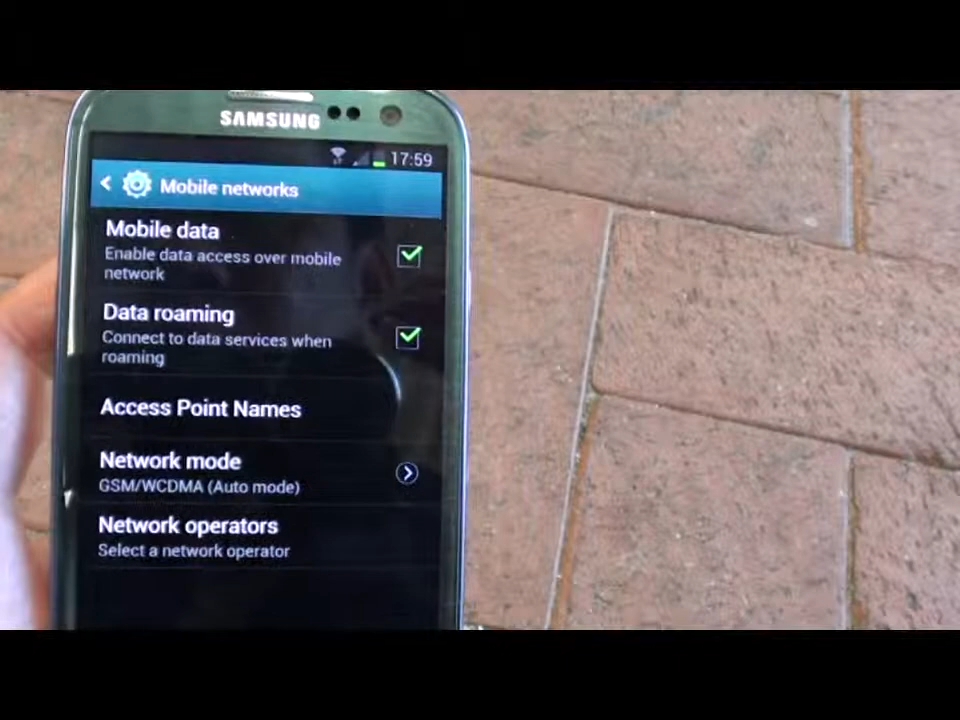 SAMSUNG
17:59
Mobile networks
Mobile data
Enable data access over mobile
network
Data roaming
Connect to data services when
roaming
Access Point Names
Network mode
GSM/WCDMA (Auto mode)
Network operators
Select a network operator